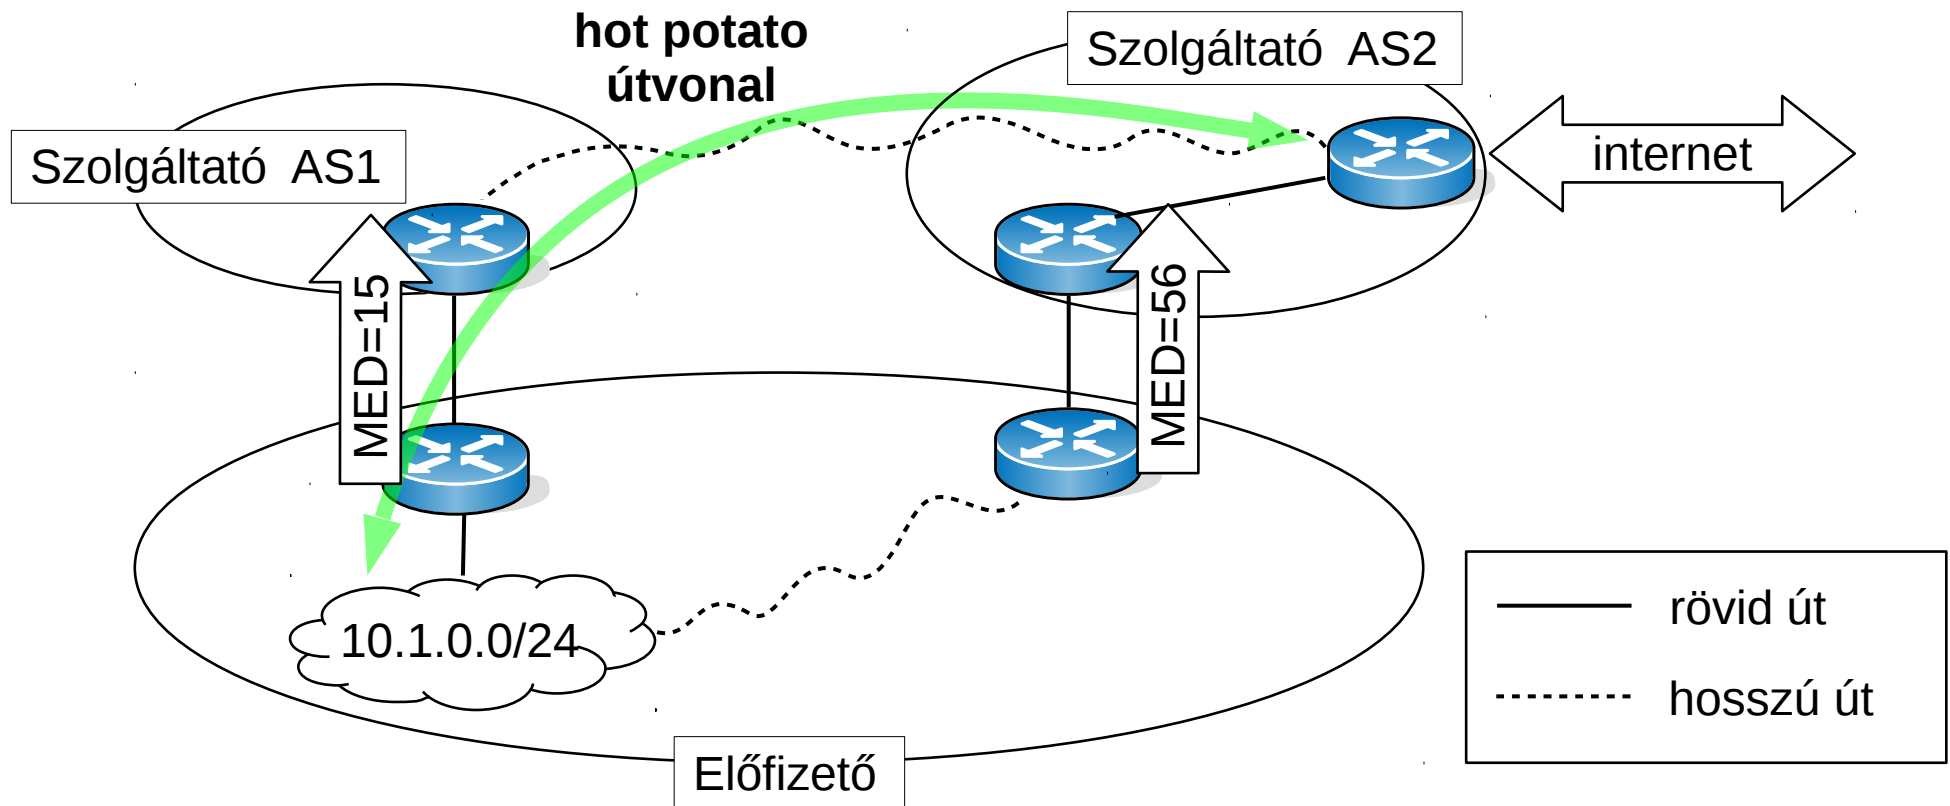 hot potato
útvonal
Szolgáltató AS2
Szolgáltató AS1
internet
MED=15
MED=56
10.1.0.0/24
rövid út
hosszú út
Előfizető